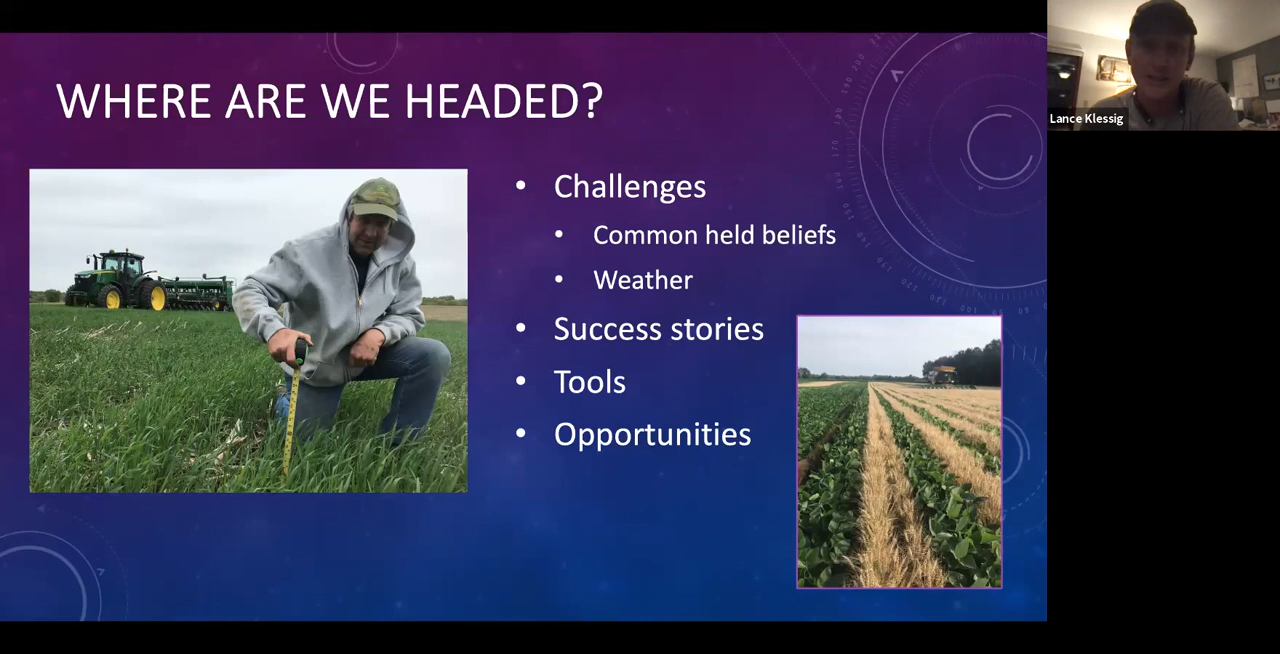 WHERE ARE WE HEADED?
Challenges
Common held beliefs
Weather
Success stories
Tools
Opportunities
Lance Klessig